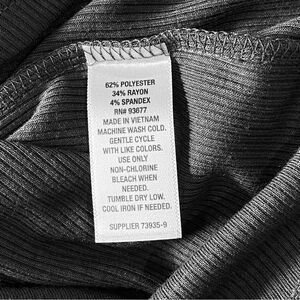 62% POLYESTER
34% RAYON
4% SPANDEX
RN# 93677
MADE IN VIETNAM
MACHINE WASH COLD.
GENTLE CYCLE
WITH LIKE COLORS.
USE ONLY
NON-CHLORINE
BLEACH WHEN
NEEDED.
TUMBLE DRY LOW.
COOL IRON IF NEEDED.
SUPPLIER 73935-9